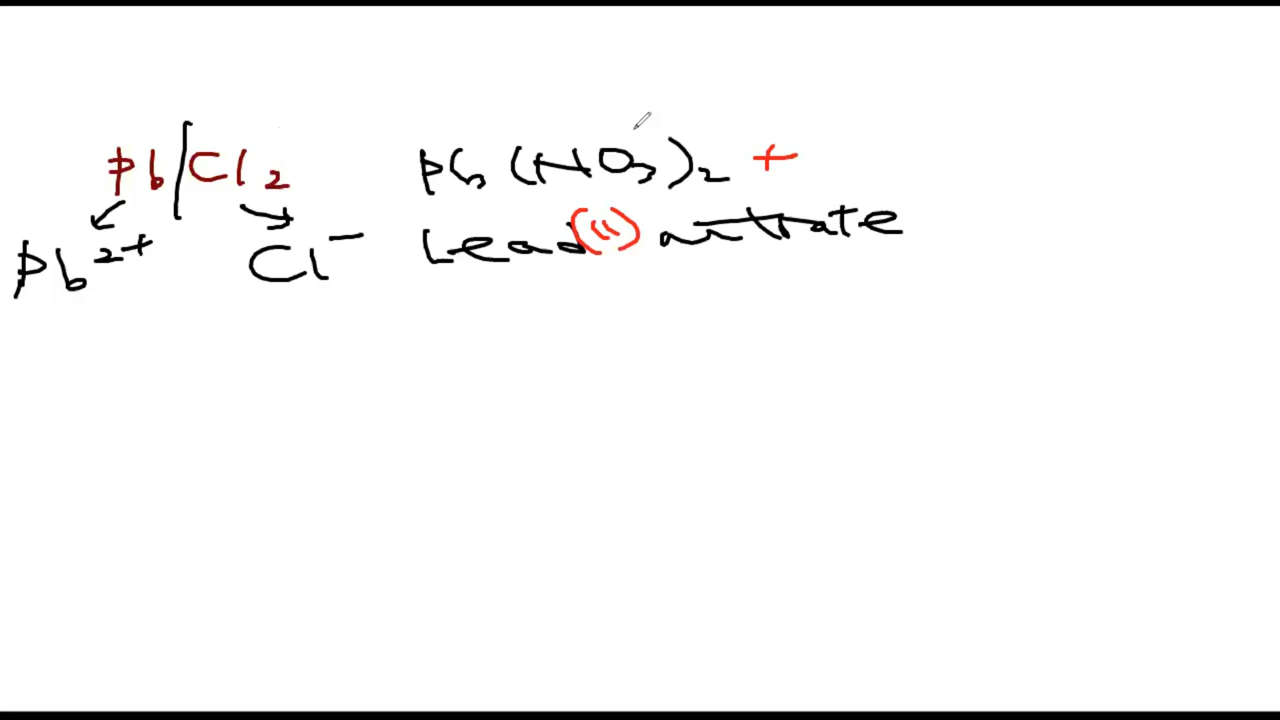 Pb/Cl2 Pb(NO3)2 +
Pb2+ Cl- Lead(II) nitrate